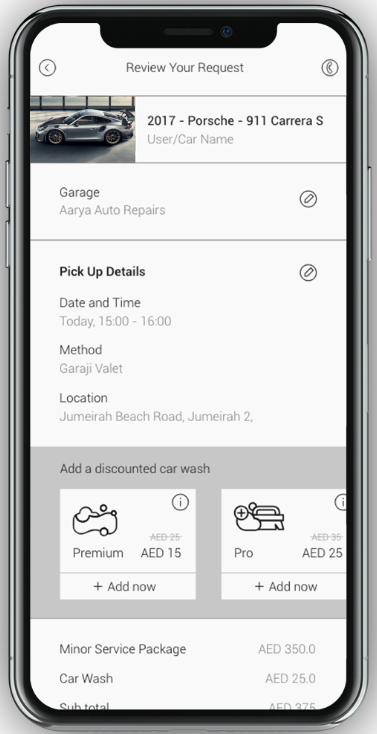 Review Your Request
2017 - Porsche - 911 Carrera S
User/Car Name
Garage
Aarya Auto Repairs
Pick Up Details
Date and Time
Today, 15:00 - 16:00
Method
Garaji Valet
Location
Jumeirah Beach Road, Jumeirah 2,
Add a discounted car wash
AED 25
Premium AED 15
+ Add now
AED 35
Pro AED 25
+ Add now
Minor Service Package AED 350.0
Car Wash AED 25.0
Sub total AED 375